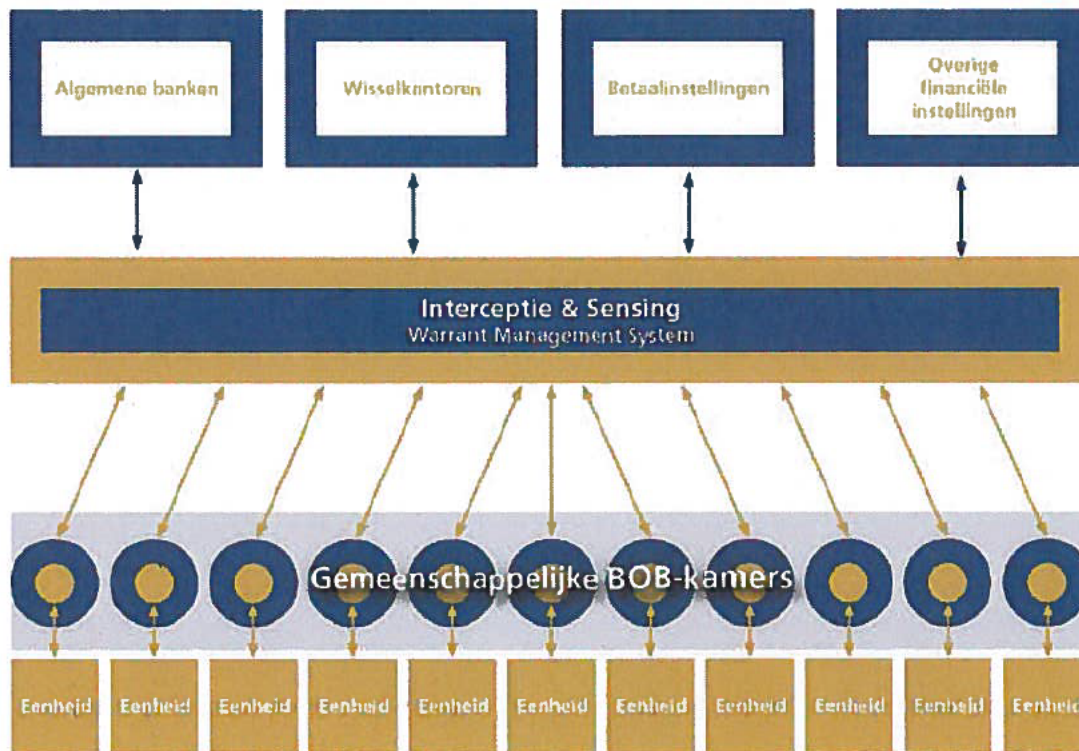 Algemene banken
Wisselkantoren
Betaalinstellingen
Overige
financiële
instellingen
Interceptie & Sensing
Warrant Management System
Gemeenschappelijke BOB-kamers
Eenheid
Eenheid
Eenheid
Eenheid
Eenheid
Eenheid
Eenheid
Eenheid
Eenheid
Eenheid
Eenheid